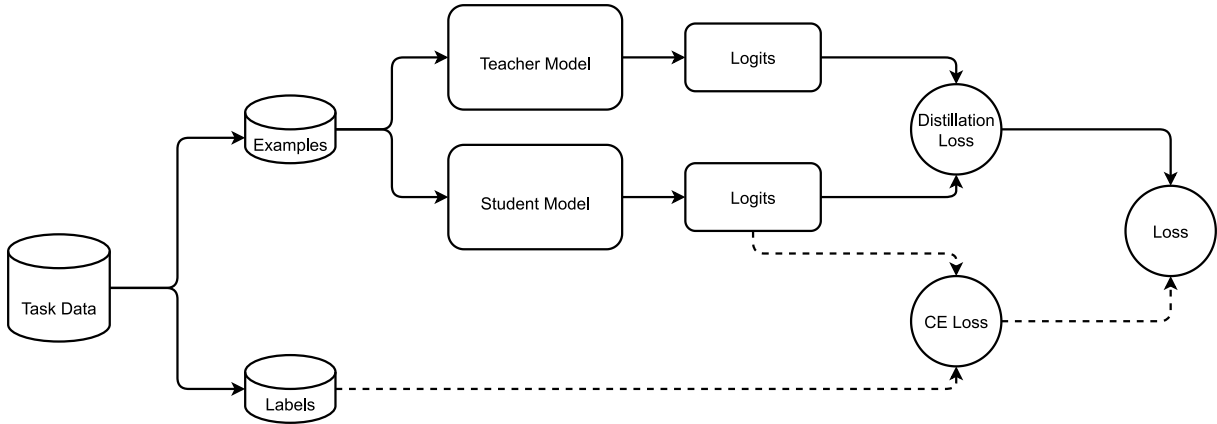 Teacher Model
Logits
Examples
Distillation
Loss
Student Model
Logits
Loss
Task Data
CE Loss
Labels